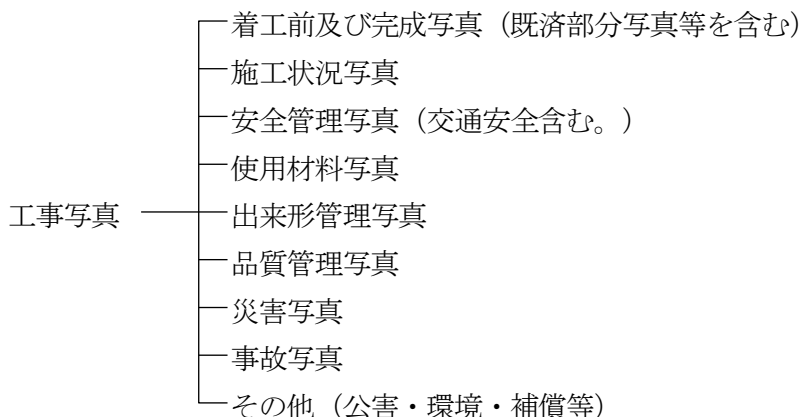 着工前及び完成写真（既済部分写真等を含む）
施工状況写真
安全管理写真（交通安全含む。）
使用材料写真
工事写真
出来形管理写真
品質管理写真
災害写真
事故写真
その他（公害・環境・補償等）